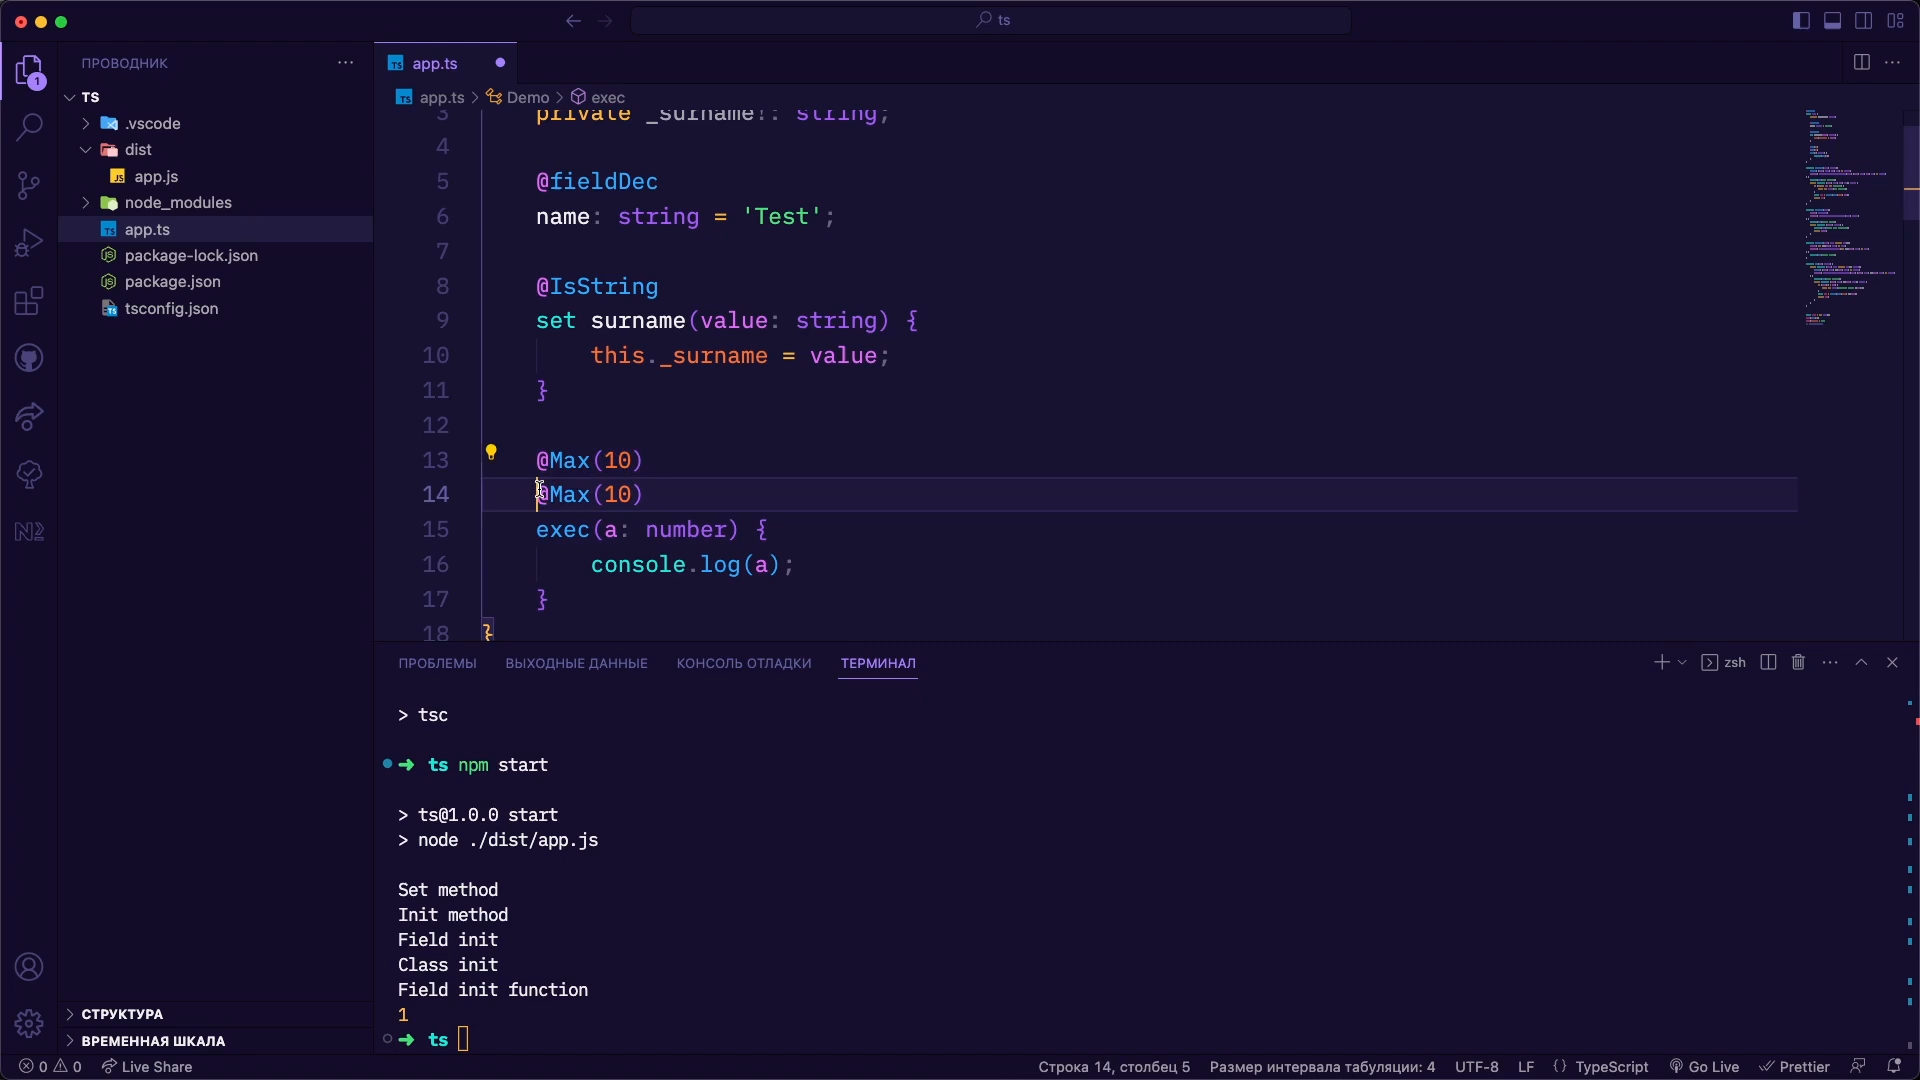 ts
ПРОВОДНИК
TS
.vscode
dist
app.js
node_modules
app.ts
package-lock.json
package.json
tsconfig.json
СТРУКТУРА
ВРЕМЕННАЯ ШКАЛА
1
app.ts
app.ts > Demo > exec
3 private _surname!: string;
4
5 @fieldDec
6 name: string = 'Test';
7
8 @IsString
9 set surname(value: string) {
10 this._surname = value;
11 }
12
13 @Max(10)
14 @Max(10)
15 exec(a: number) {
16 console.log(a);
17 }
18 }
ПРОБЛЕМЫ ВЫХОДНЫЕ ДАННЫЕ КОНСОЛЬ ОТЛАДКИ ТЕРМИНАЛ zsh
> tsc
➜ ts npm start
> ts@1.0.0 start
> node ./dist/app.js
Set method
Init method
Field init
Class init
Field init function
1
➜ ts
0 0 Live Share Строка 14, столбец 5 Размер интервала табуляции: 4 UTF-8 LF {} TypeScript Go Live Prettier